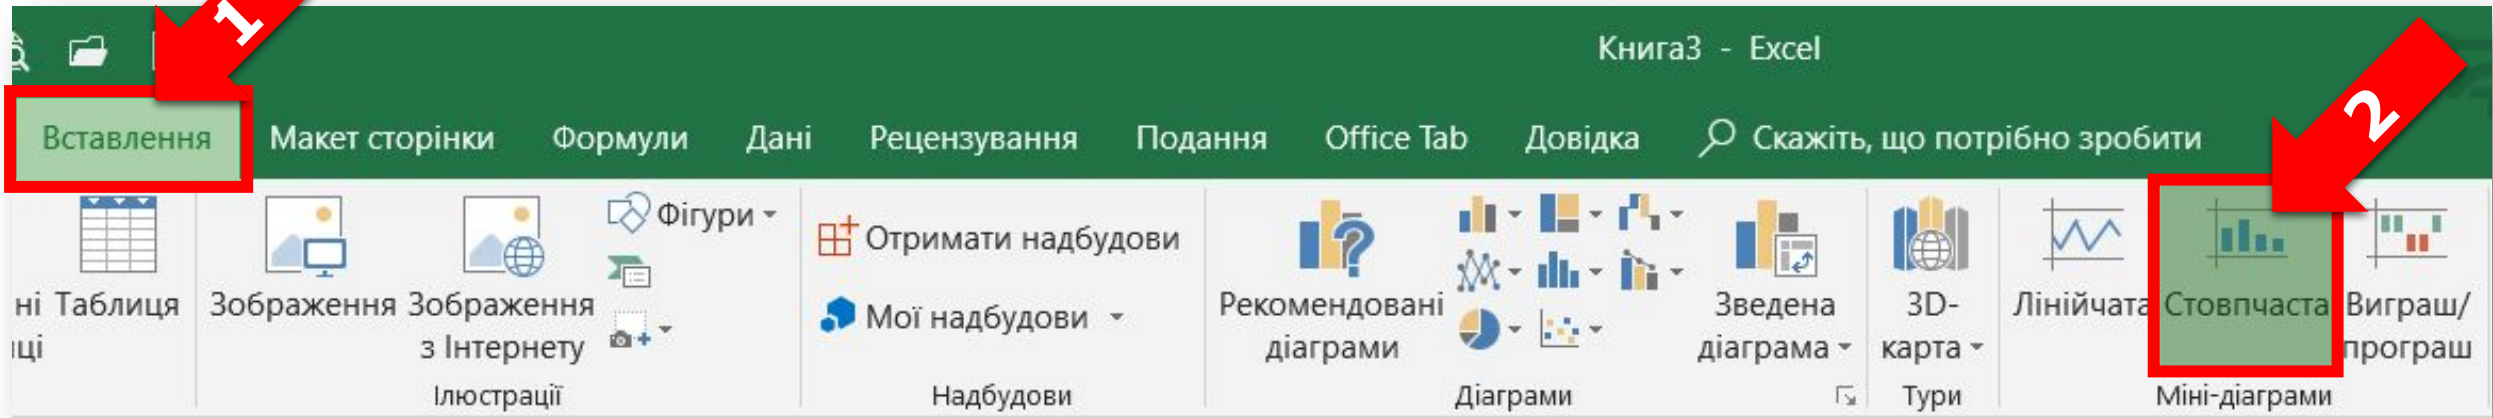 1
Книга3 - Excel
2
Вставлення Макет сторінки Формули Дані Рецензування Подання Office Tab Довідка Скажіть, що потрібно зробити
Таблиця
Зображення
Зображення
з Інтернету
Фігури
Ілюстрації
Отримати надбудови
Мої надбудови
Надбудови
Рекомендовані
діаграми
Зведена
діаграма
Діаграми
3D-
карта
Тури
Лінійчата
Стовпчаста
Виграш/
програш
Міні-діаграми